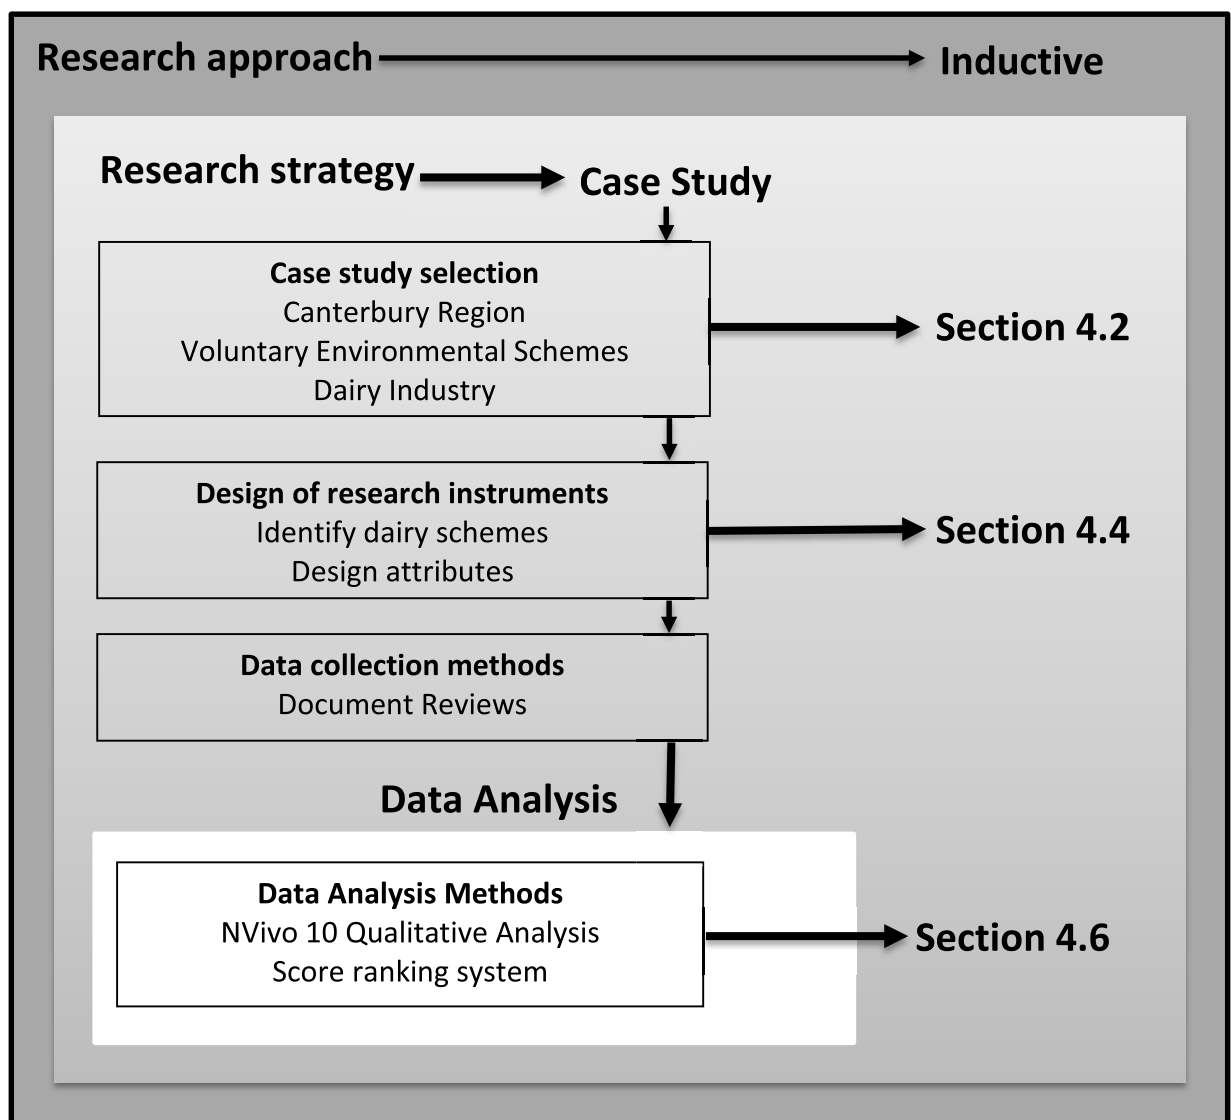 Research approach
Inductive
Research strategy
Case Study
Case study selection
Canterbury Region
Voluntary Environmental Schemes
Dairy Industry
Section 4.2
Design of research instruments
Identify dairy schemes
Design attributes
Section 4.4
Data collection methods
Document Reviews
Data Analysis
Data Analysis Methods
NVivo 10 Qualitative Analysis
Score ranking system
Section 4.6